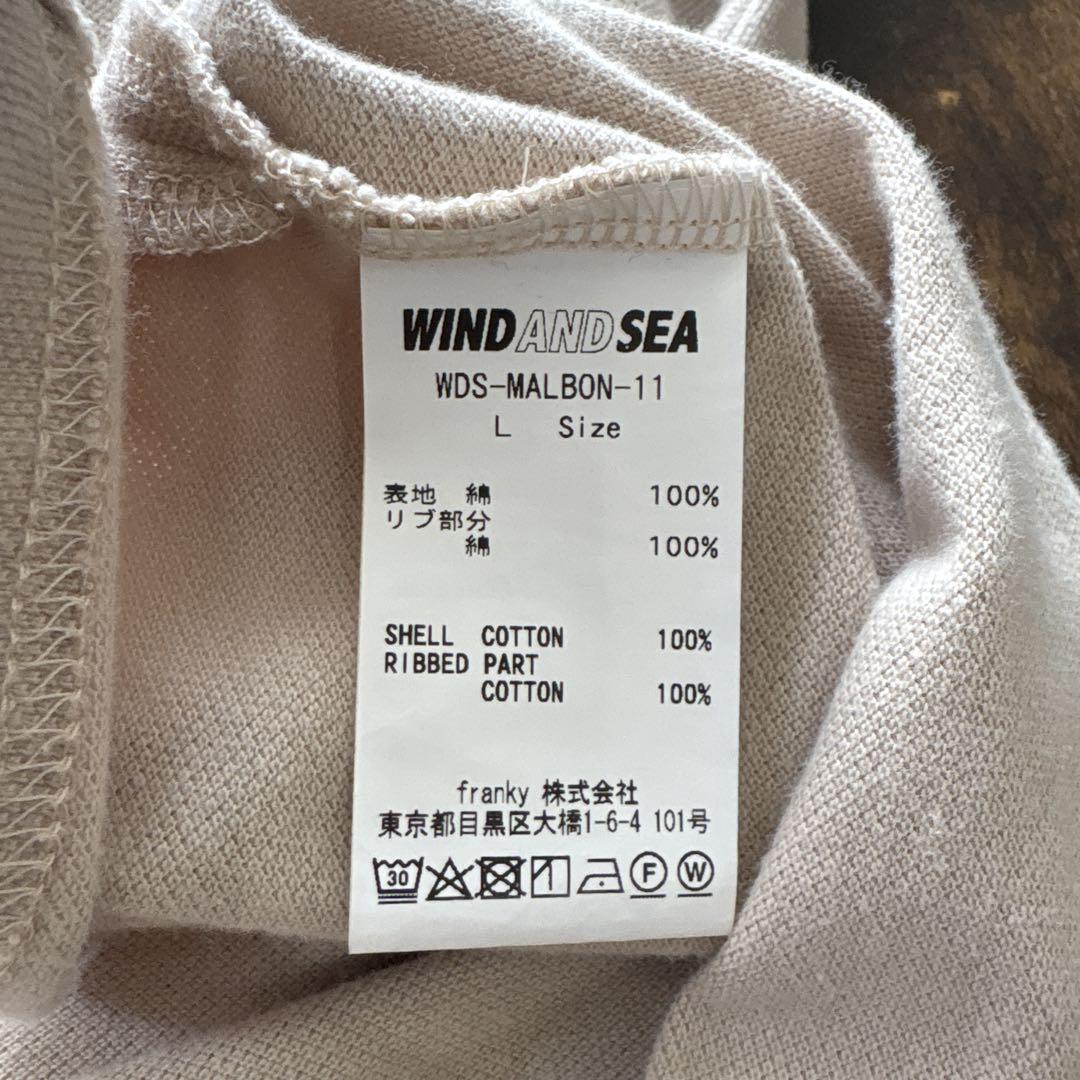 WINDANDSEA
WDS-MALBON-11
L Size
表地 綿 100%
リブ部分
綿 100%
SHELL COTTON 100%
RIBBED PART
COTTON 100%
franky 株式会社
東京都目黒区大橋1-6-4 101号
30 F W